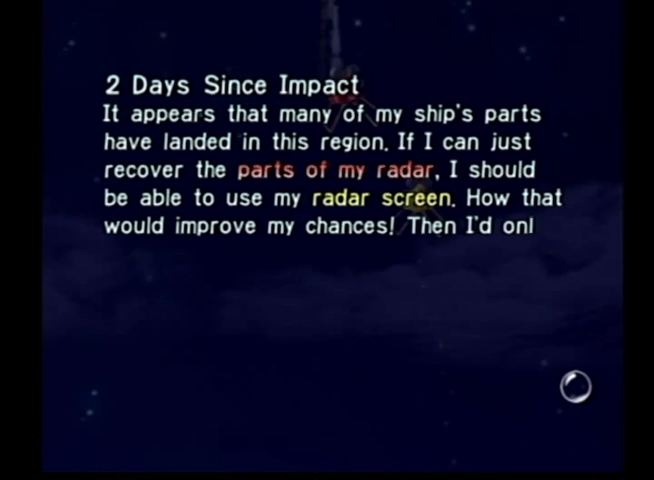 2 Days Since Impact
It appears that many of my ship's parts
have landed in this region. If I can just
recover the parts of my radar, I should
be able to use my radar screen. How that
would improve my chances! Then I'd onl